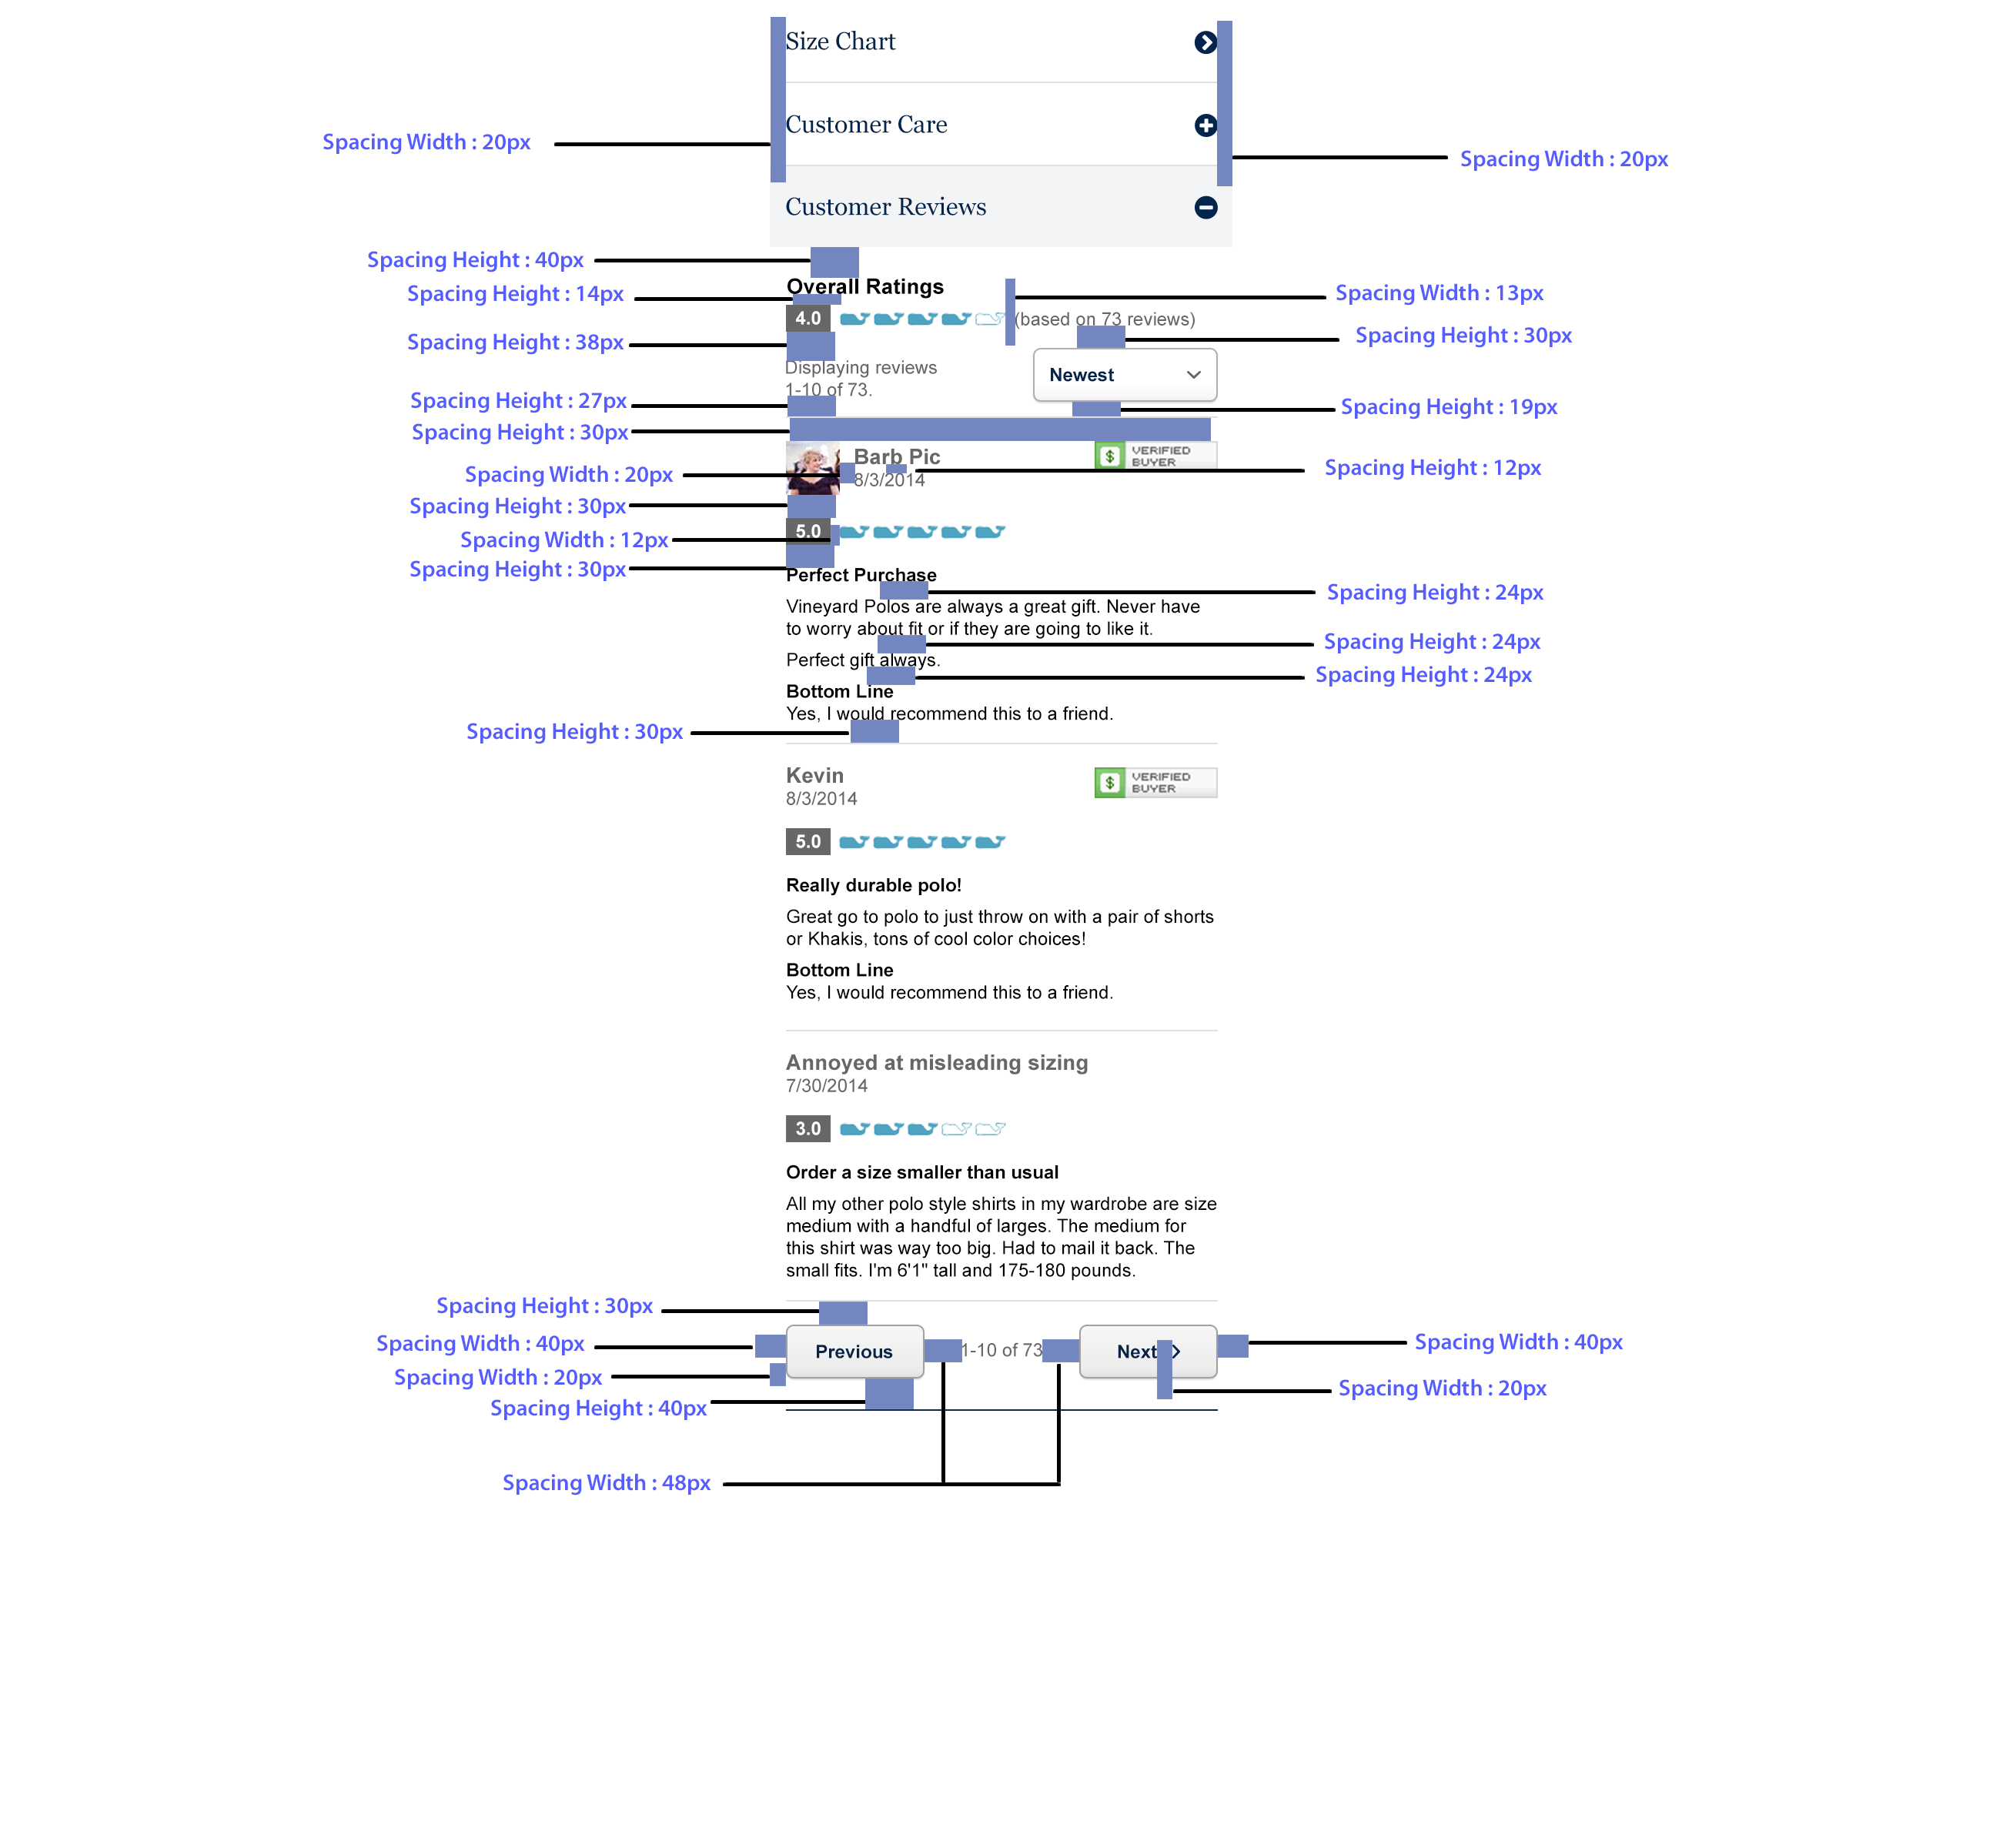 Size Chart
Customer Care
Spacing Width : 20px
Spacing Width : 20px
Customer Reviews
Spacing Height : 40px
Overall Ratings
Spacing Height : 14px
Spacing Width : 13px
4.0
(based on 73 reviews)
Spacing Height : 30px
Spacing Height : 38px
Displaying reviews
1-10 of 73.
Newest
Spacing Height : 27px
Spacing Height : 19px
Spacing Height : 30px
Barb Pic
VERIFIED
BUYER
Spacing Width : 20px
8/3/2014
Spacing Height : 12px
Spacing Height : 30px
5.0
Spacing Width : 12px
Spacing Height : 30px
Perfect Purchase
Spacing Height : 24px
Vineyard Polos are always a great gift. Never have
to worry about fit or if they are going to like it.
Spacing Height : 24px
Perfect gift always.
Spacing Height : 24px
Bottom Line
Yes, I would recommend this to a friend.
Spacing Height : 30px
Kevin
8/3/2014
VERIFIED
BUYER
5.0
Really durable polo!
Great go to polo to just throw on with a pair of shorts
or Khakis, tons of cool color choices!
Bottom Line
Yes, I would recommend this to a friend.
Annoyed at misleading sizing
7/30/2014
3.0
Order a size smaller than usual
All my other polo style shirts in my wardrobe are size
medium with a handful of larges. The medium for
this shirt was way too big. Had to mail it back. The
small fits. I'm 6'1" tall and 175-180 pounds.
Spacing Height : 30px
Spacing Width : 40px
Previous
1-10 of 73
Next
Spacing Width : 40px
Spacing Width : 20px
Spacing Width : 20px
Spacing Height : 40px
Spacing Width : 48px